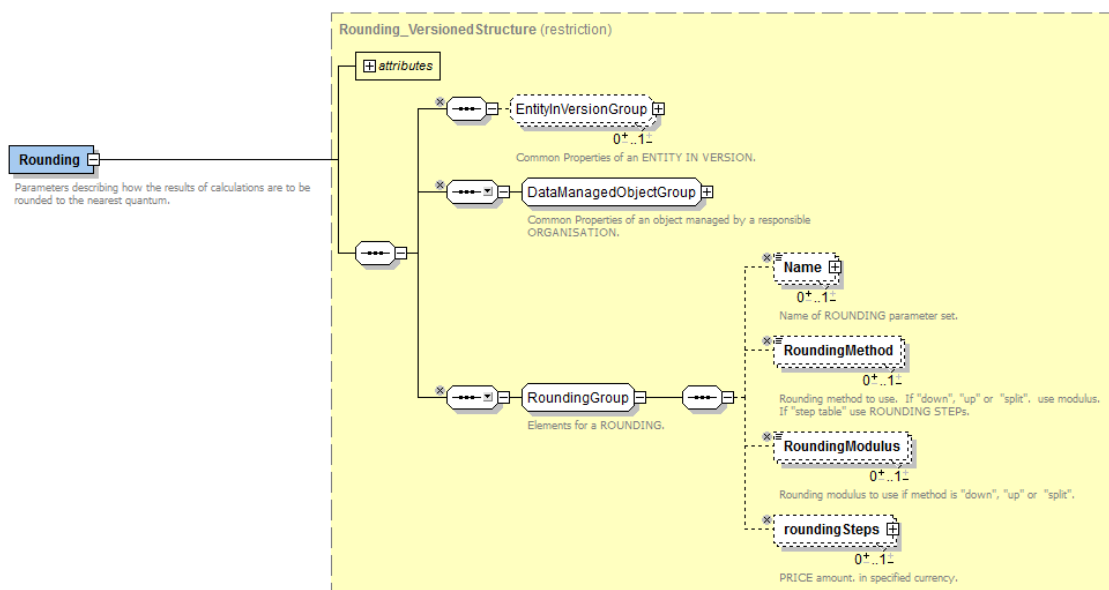 Rounding_VersionedStructure (restriction)
attributes
EntityInVersionGroup
0..1
Common Properties of an ENTITY IN VERSION.
Rounding
Parameters describing how the results of calculations are to be
rounded to the nearest quantum.
DataManagedObjectGroup
Common Properties of an object managed by a responsible
ORGANISATION.
Name
0..1
Name of ROUNDING parameter set.
RoundingMethod
0..1
Rounding method to use. If "down", "up" or "split". use modulus.
If "step table" use ROUNDING STEPs.
RoundingGroup
Elements for a ROUNDING.
RoundingModulus
0..1
Rounding modulus to use if method is "down", "up" or "split".
roundingSteps
0..1
PRICE amount. in specified currency.